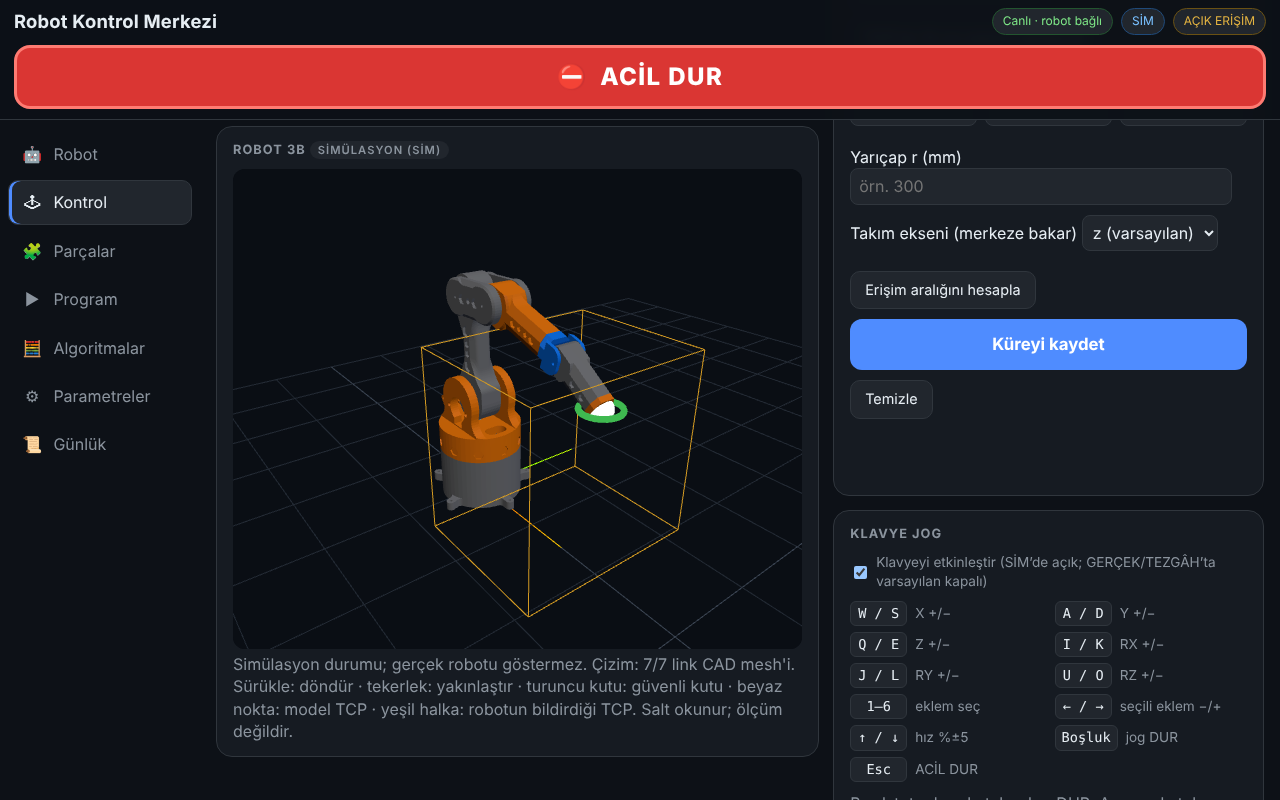 Robot Kontrol Merkezi
Canlı · robot bağlı
SİM
AÇIK ERİŞİM
ACİL DUR
Robot
Kontrol
Parçalar
Program
Algoritmalar
Parametreler
Günlük
ROBOT 3B SİMÜLASYON (SİM)
Simülasyon durumu; gerçek robotu göstermez. Çizim: 7/7 link CAD mesh'i.
Sürükle: döndür · tekerlek: yakınlaştır · turuncu kutu: güvenli kutu · beyaz
nokta: model TCP · yeşil halka: robotun bildirdiği TCP. Salt okunur; ölçüm
değildir.
Yarıçap r (mm)
örn. 300
Takım ekseni (merkeze bakar) z (varsayılan)
Erişim aralığını hesapla
Küreyi kaydet
Temizle
KLAVYE JOG
Klavyeyi etkinleştir (SİM’de açık; GERÇEK/TEZGÂH’ta
varsayılan kapalı)
W / S X +/−
A / D Y +/−
Q / E Z +/−
I / K RX +/−
J / L RY +/−
U / O RZ +/−
1–6 eklem seç
← / → seçili eklem −/+
↑ / ↓ hız %±5
Boşluk jog DUR
Esc ACİL DUR